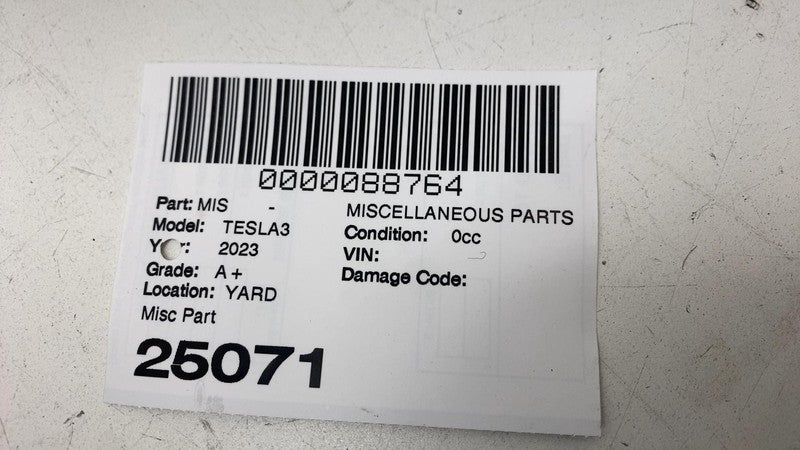 0000088764
Part: MIS - MISCELLANEOUS PARTS
Model: TESLA3 Condition: 0cc
2023 VIN:
Grade: A+ Damage Code:
Location: YARD
Misc Part
25071